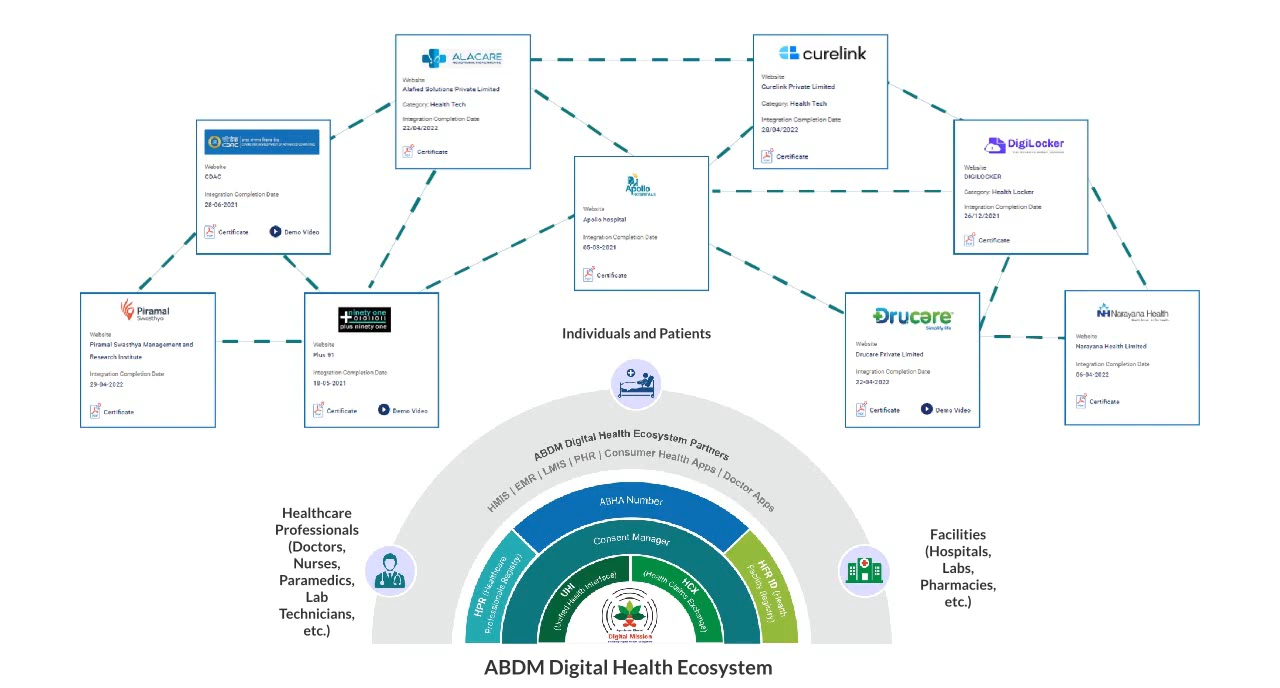 ALACARE
Website
Alafied Solutions Private Limited
Category: Health Tech
Integration Completion Date
22/04/2022
Certificate
curelink
Website
Curelink Private Limited
Category: Health Tech
Integration Completion Date
28/04/2022
Certificate
CDAC
Website
CDAC
Integration Completion Date
28-06-2021
Certificate
Demo Video
Apollo
HOSPITALS
Website
Apollo hospital
Integration Completion Date
05-03-2021
Certificate
DigiLocker
Website
DIGILOCKER
Category: Health Locker
Integration Completion Date
26/12/2021
Certificate
Piramal
Swasthya
Website
Piramal Swasthya Management and
Research Institute
Integration Completion Date
29-04-2022
Certificate
ninety one
plus ninety one
Website
Plus 91
Integration Completion Date
18-05-2021
Certificate
Demo Video
Drucare
Simplify life
Website
Drucare Private Limited
Integration Completion Date
22-04-2022
Certificate
Demo Video
NH Narayana Health
Website
Narayana Health Limited
Integration Completion Date
06-04-2022
Certificate
Individuals and Patients
ABDM Digital Health Ecosystem Partners
HMIS | EMR | LMIS | PHR | Consumer Health Apps | Doctor Apps
ABHA Number
Consent Manager
HPR (Healthcare
Professionals Registry)
UHI
(Unified Health Interface)
HCX
(Health Claims Exchange)
HFR ID (Health
Facility Registry)
Digital Mission
Healthcare
Professionals
(Doctors,
Nurses,
Paramedics,
Lab
Technicians,
etc.)
Facilities
(Hospitals,
Labs,
Pharmacies,
etc.)
ABDM Digital Health Ecosystem